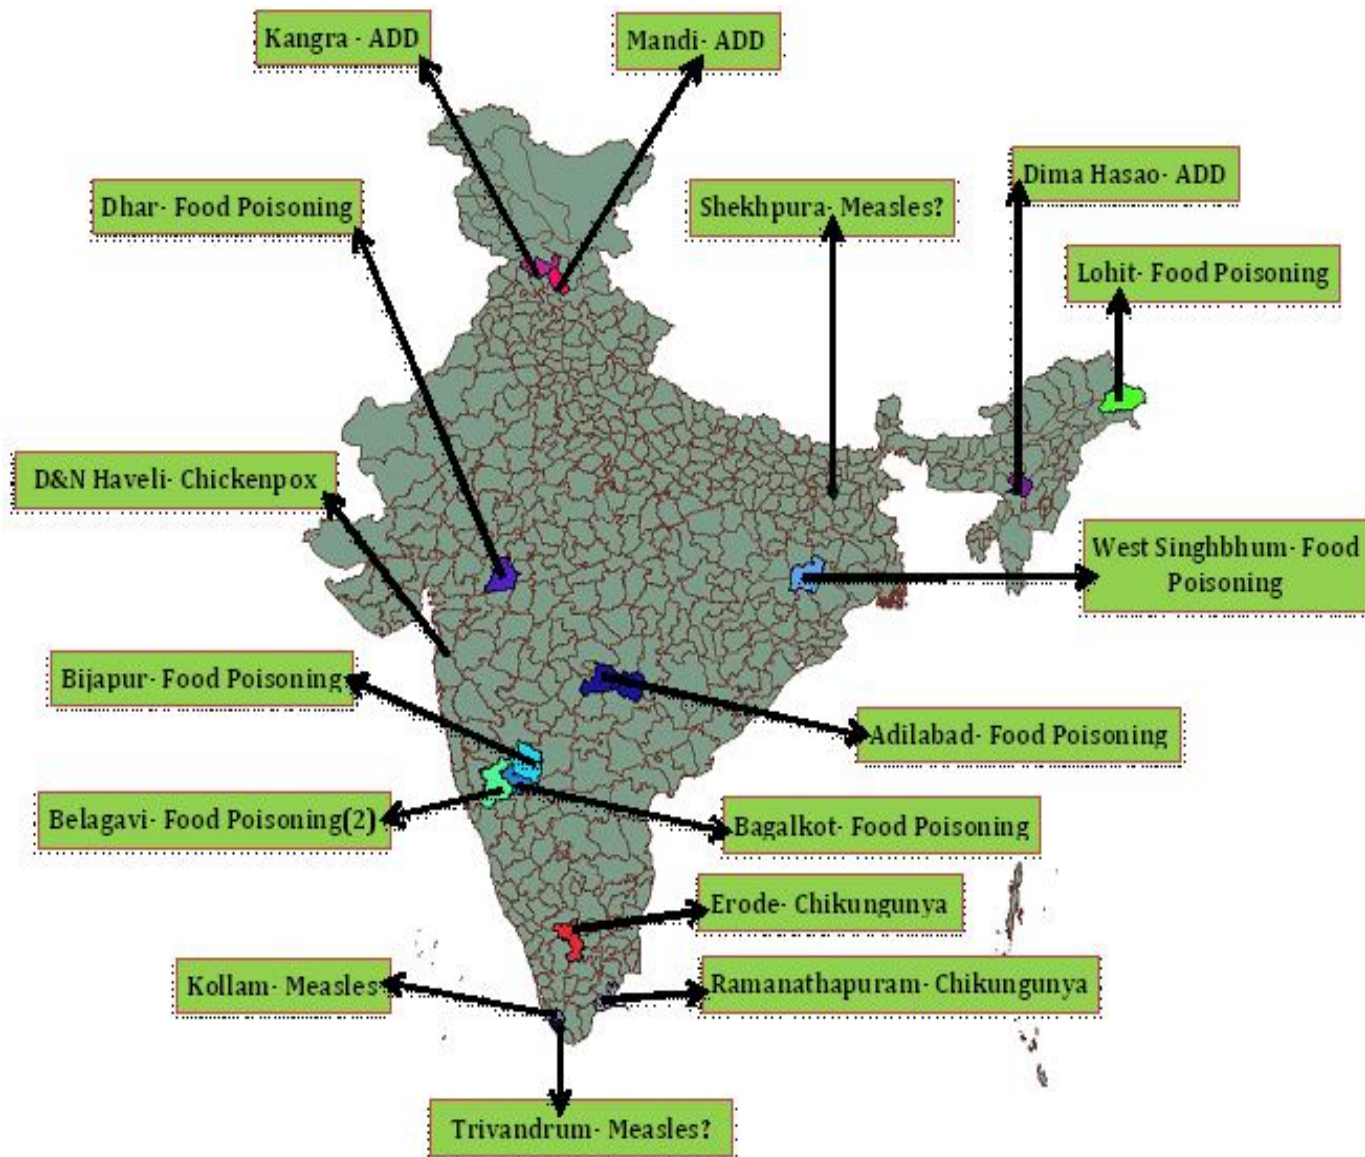 Kangra - ADD
Mandi- ADD
Dima Hasao- ADD
Dhar- Food Poisoning
Shekhpura- Measles?
Lohit- Food Poisoning
D&N Haveli- Chickenpox
West Singhbhum- Food
Poisoning
Bijapur- Food Poisoning
Adilabad- Food Poisoning
Belagavi- Food Poisoning(2)
Bagalkot- Food Poisoning
Erode- Chikungunya
Kollam- Measles
Ramanathapuram- Chikungunya
Trivandrum- Measles?